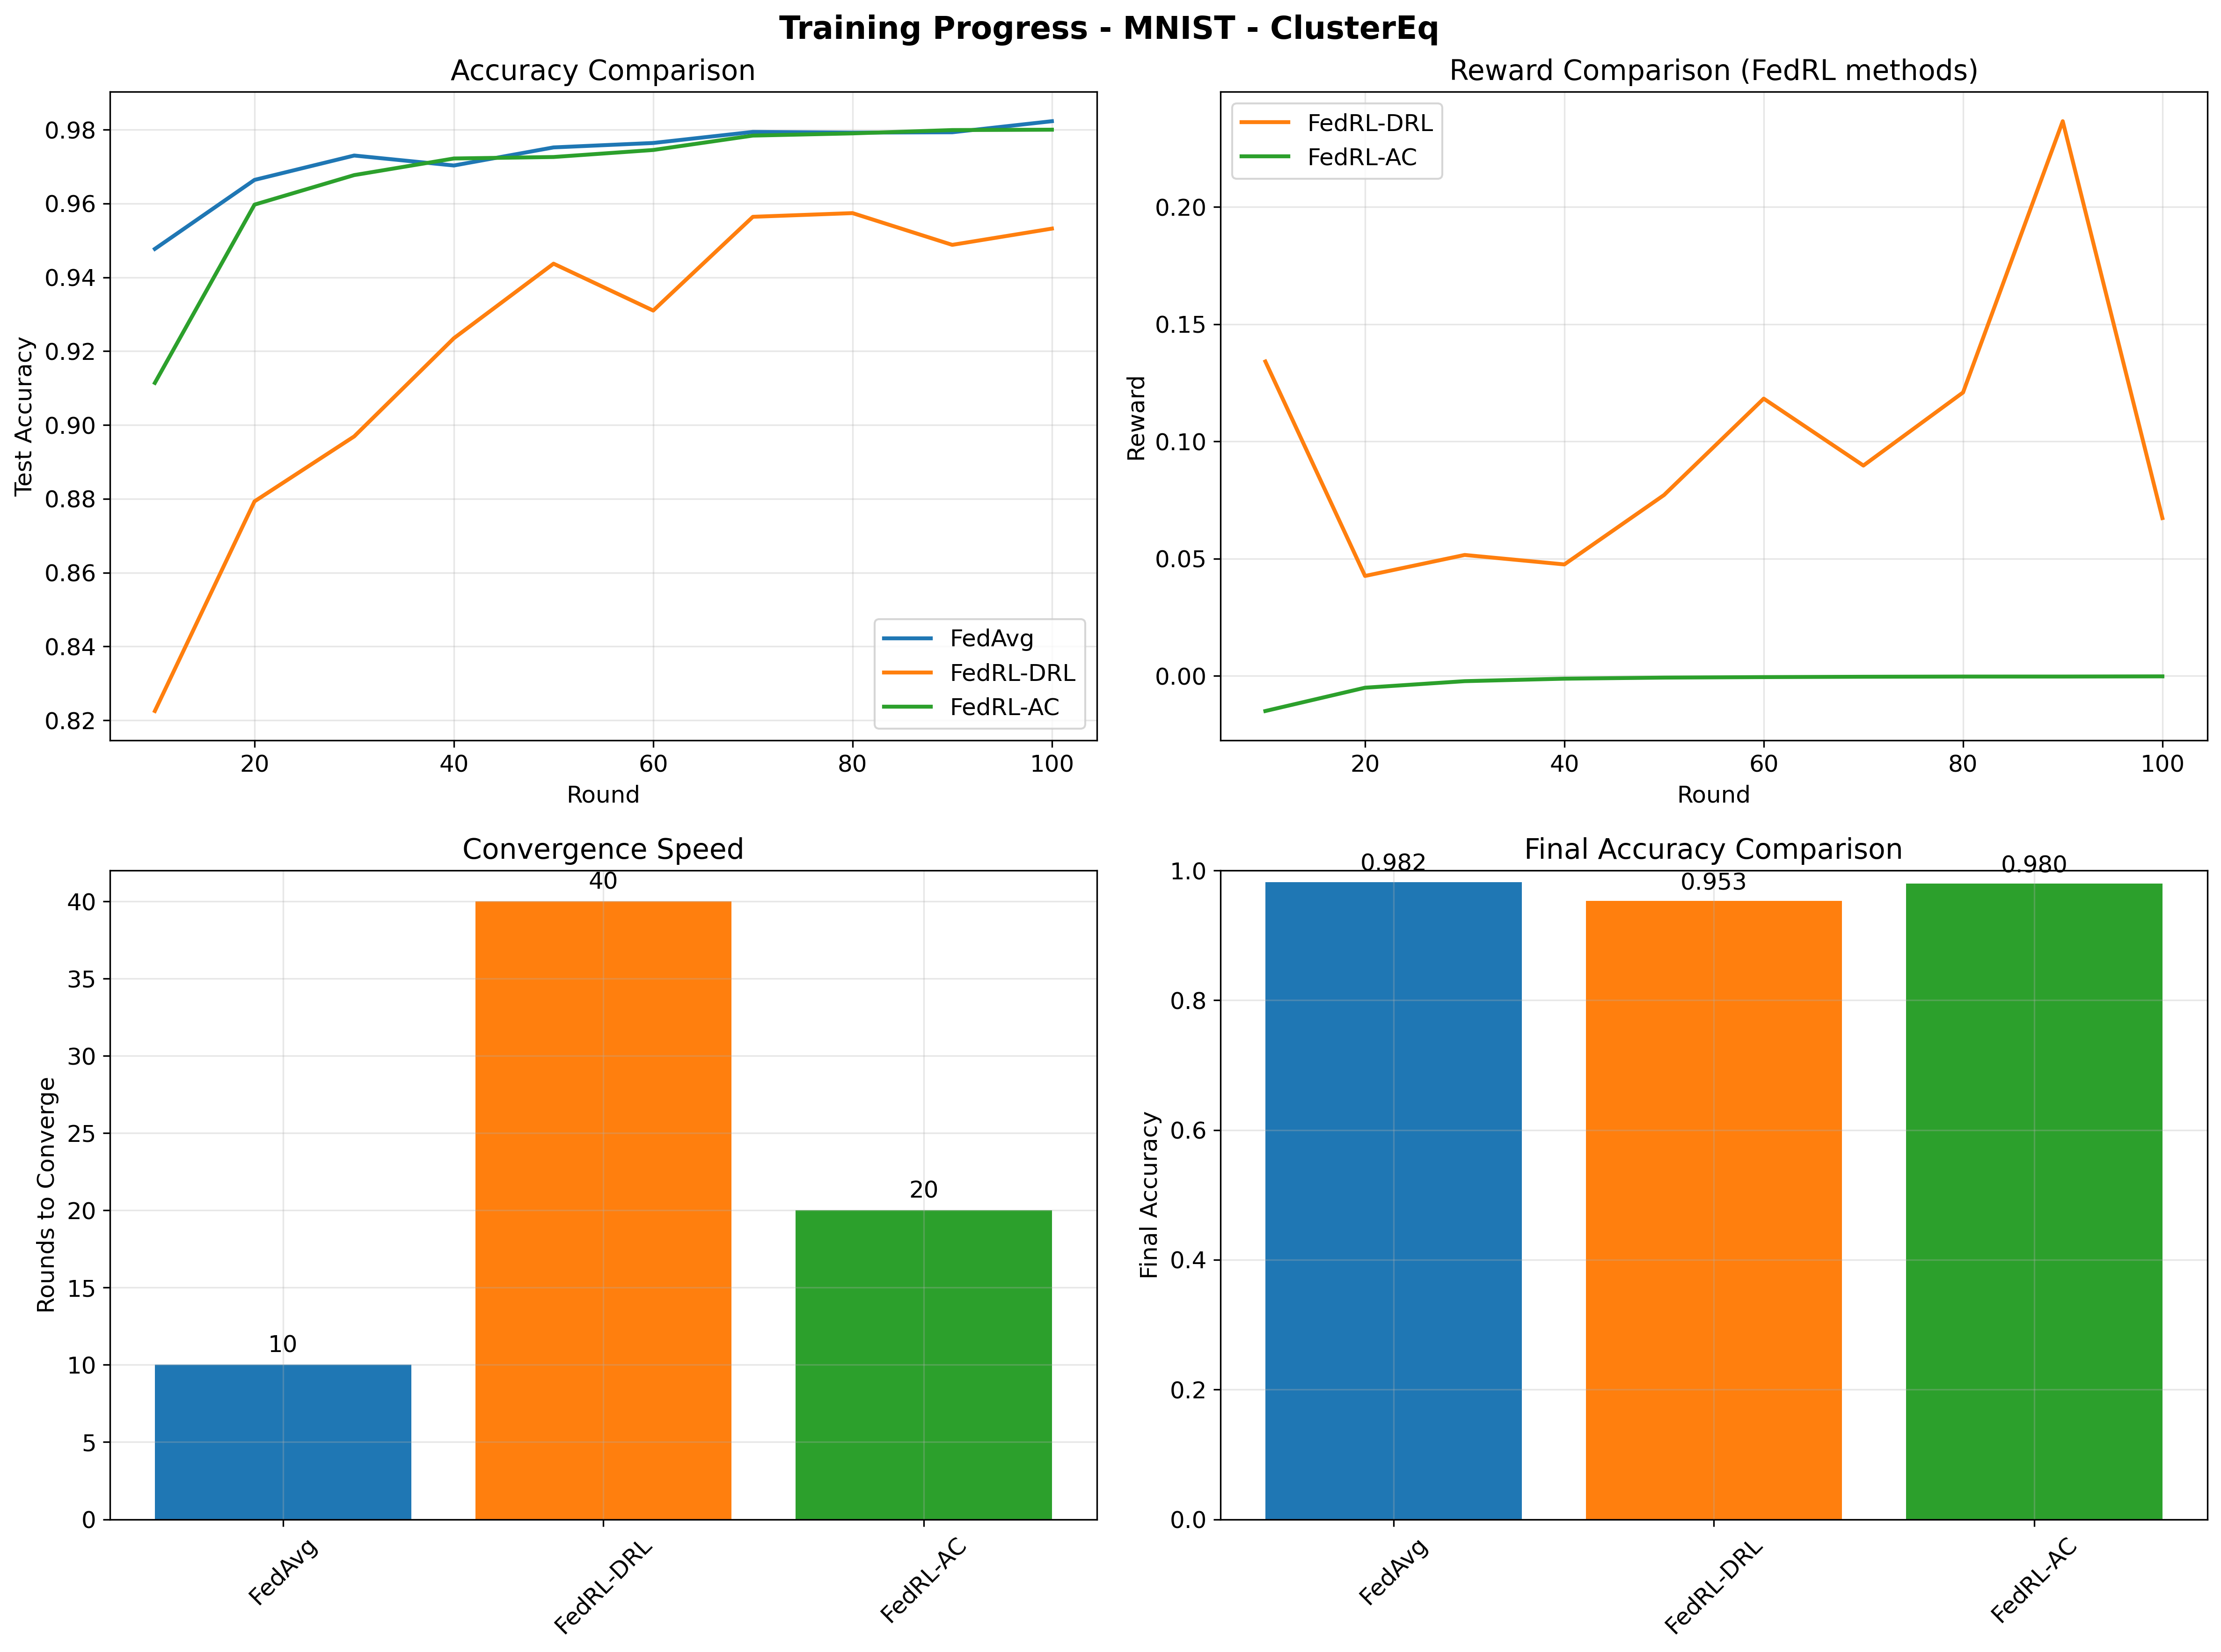 Training Progress - MNIST - ClusterEq
Accuracy Comparison
Test Accuracy
0.98
0.96
0.94
0.92
0.90
0.88
0.86
0.84
0.82
FedAvg
FedRL-DRL
FedRL-AC
20 40 60 80 100
Round
Reward Comparison (FedRL methods)
FedRL-DRL
FedRL-AC
Reward
0.20
0.15
0.10
0.05
0.00
20 40 60 80 100
Round
Convergence Speed
Rounds to Converge
40
35
30
25
20
15
10
5
0
10
40
20
FedAvg
FedRL-DRL
FedRL-AC
Final Accuracy Comparison
Final Accuracy
1.0
0.8
0.6
0.4
0.2
0.0
0.982
0.953
0.980
FedAvg
FedRL-DRL
FedRL-AC